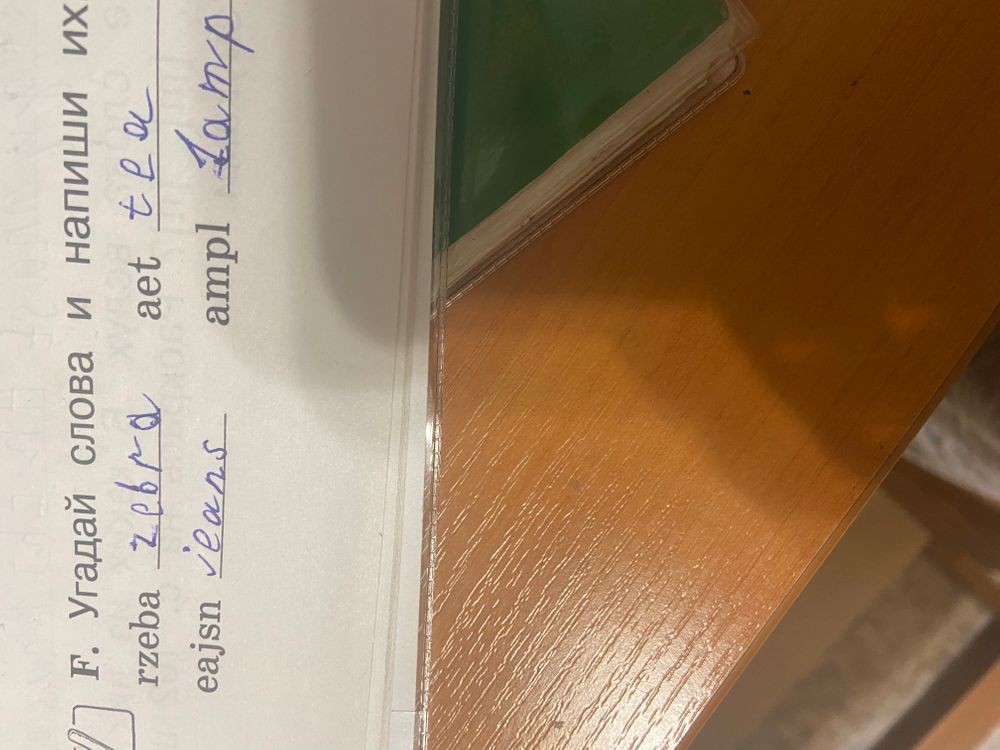 F. Угадай слова и напиши их.
rzeba zebra aet tea
eajsn jeans ampl lamp